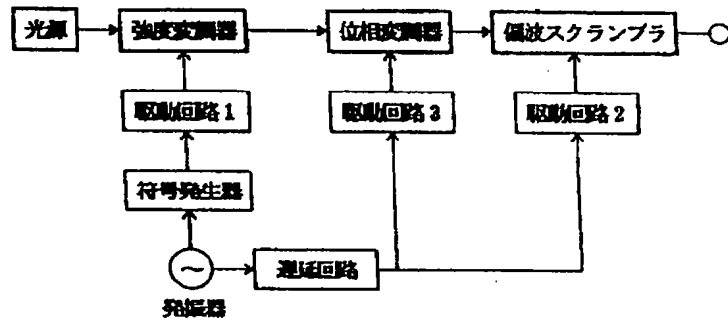 光源
強度変調器
位相変調器
偏波スクランブラ
駆動回路1
駆動回路3
駆動回路2
符号発生器
~
遅延回路
発振器